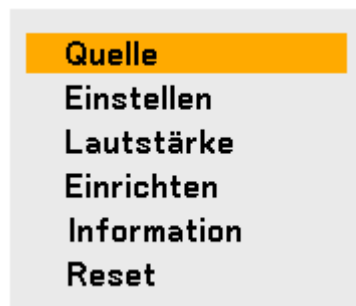 Quelle
Einstellen
Lautstärke
Einrichten
Information
Reset